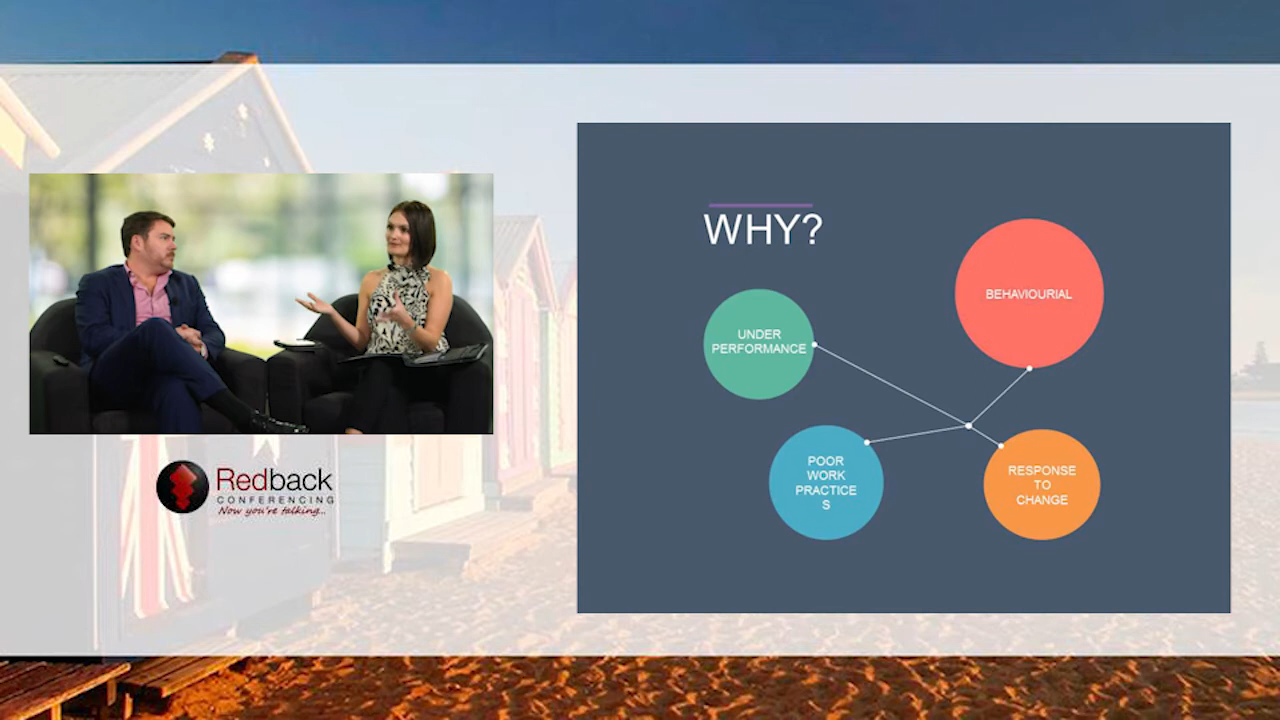 WHY?
BEHAVIOURIAL
UNDER
PERFORMANCE
POOR
WORK
PRACTICE
S
RESPONSE
TO
CHANGE
Redback
CONFERENCING
Now you're talking...